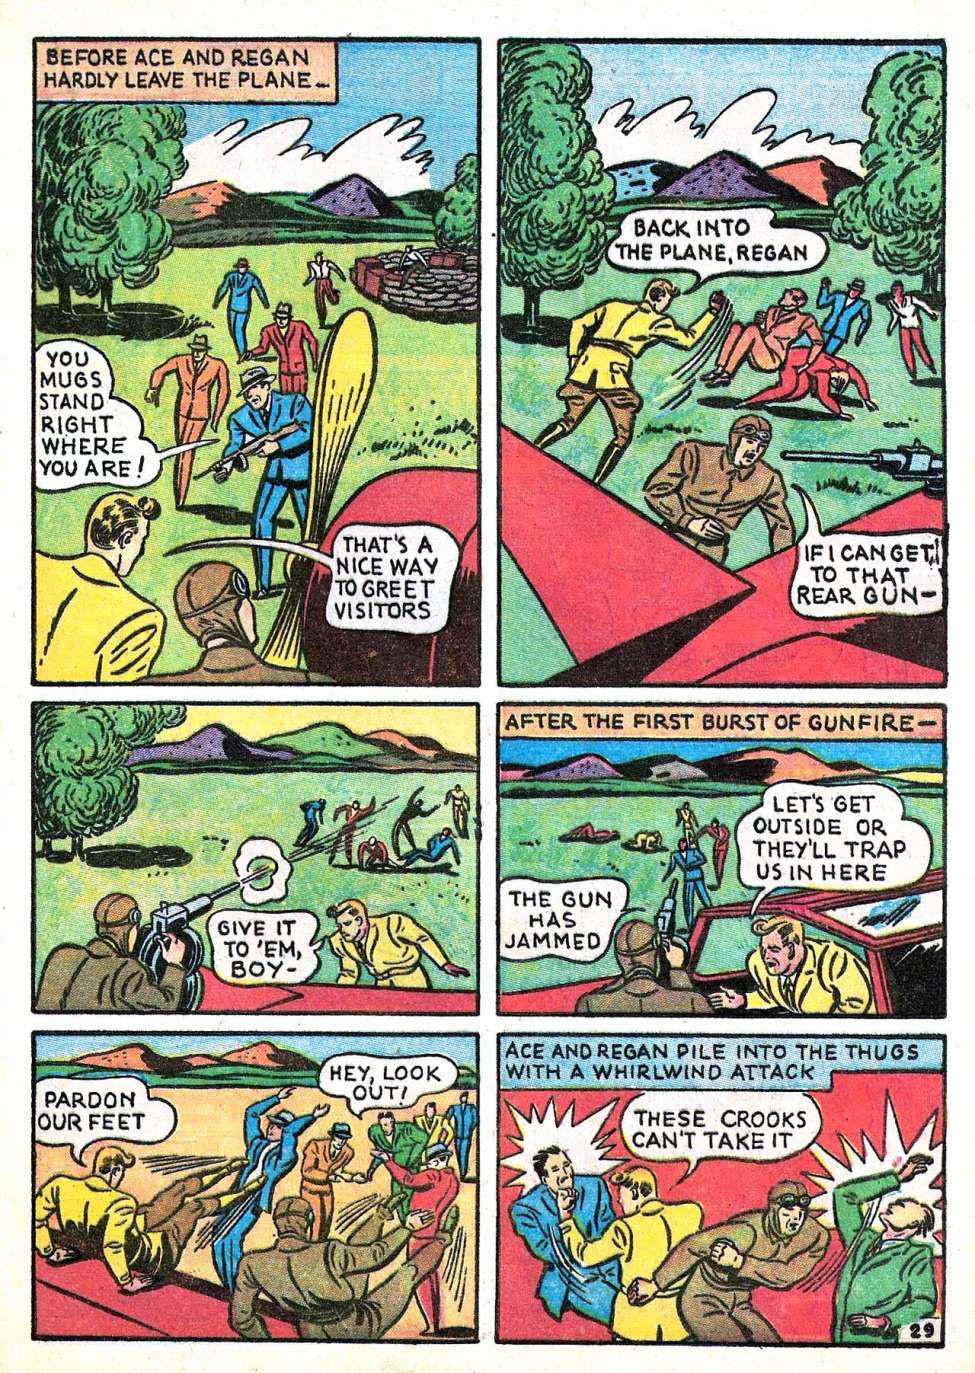 BEFORE ACE AND REGAN
HARDLY LEAVE THE PLANE—
YOU
MUGS
STAND
RIGHT
WHERE
YOU ARE!
THAT'S A
NICE WAY
TO GREET
VISITORS
BACK INTO
THE PLANE, REGAN
IF I CAN GET
TO THAT
REAR GUN—
GIVE IT
TO 'EM,
BOY—
AFTER THE FIRST BURST OF GUNFIRE—
LET'S GET
OUTSIDE OR
THEY'LL TRAP
US IN HERE
THE GUN
HAS
JAMMED
PARDON
OUR FEET
HEY, LOOK
OUT!
ACE AND REGAN PILE INTO THE THUGS
WITH A WHIRLWIND ATTACK
THESE CROOKS
CAN'T TAKE IT
29